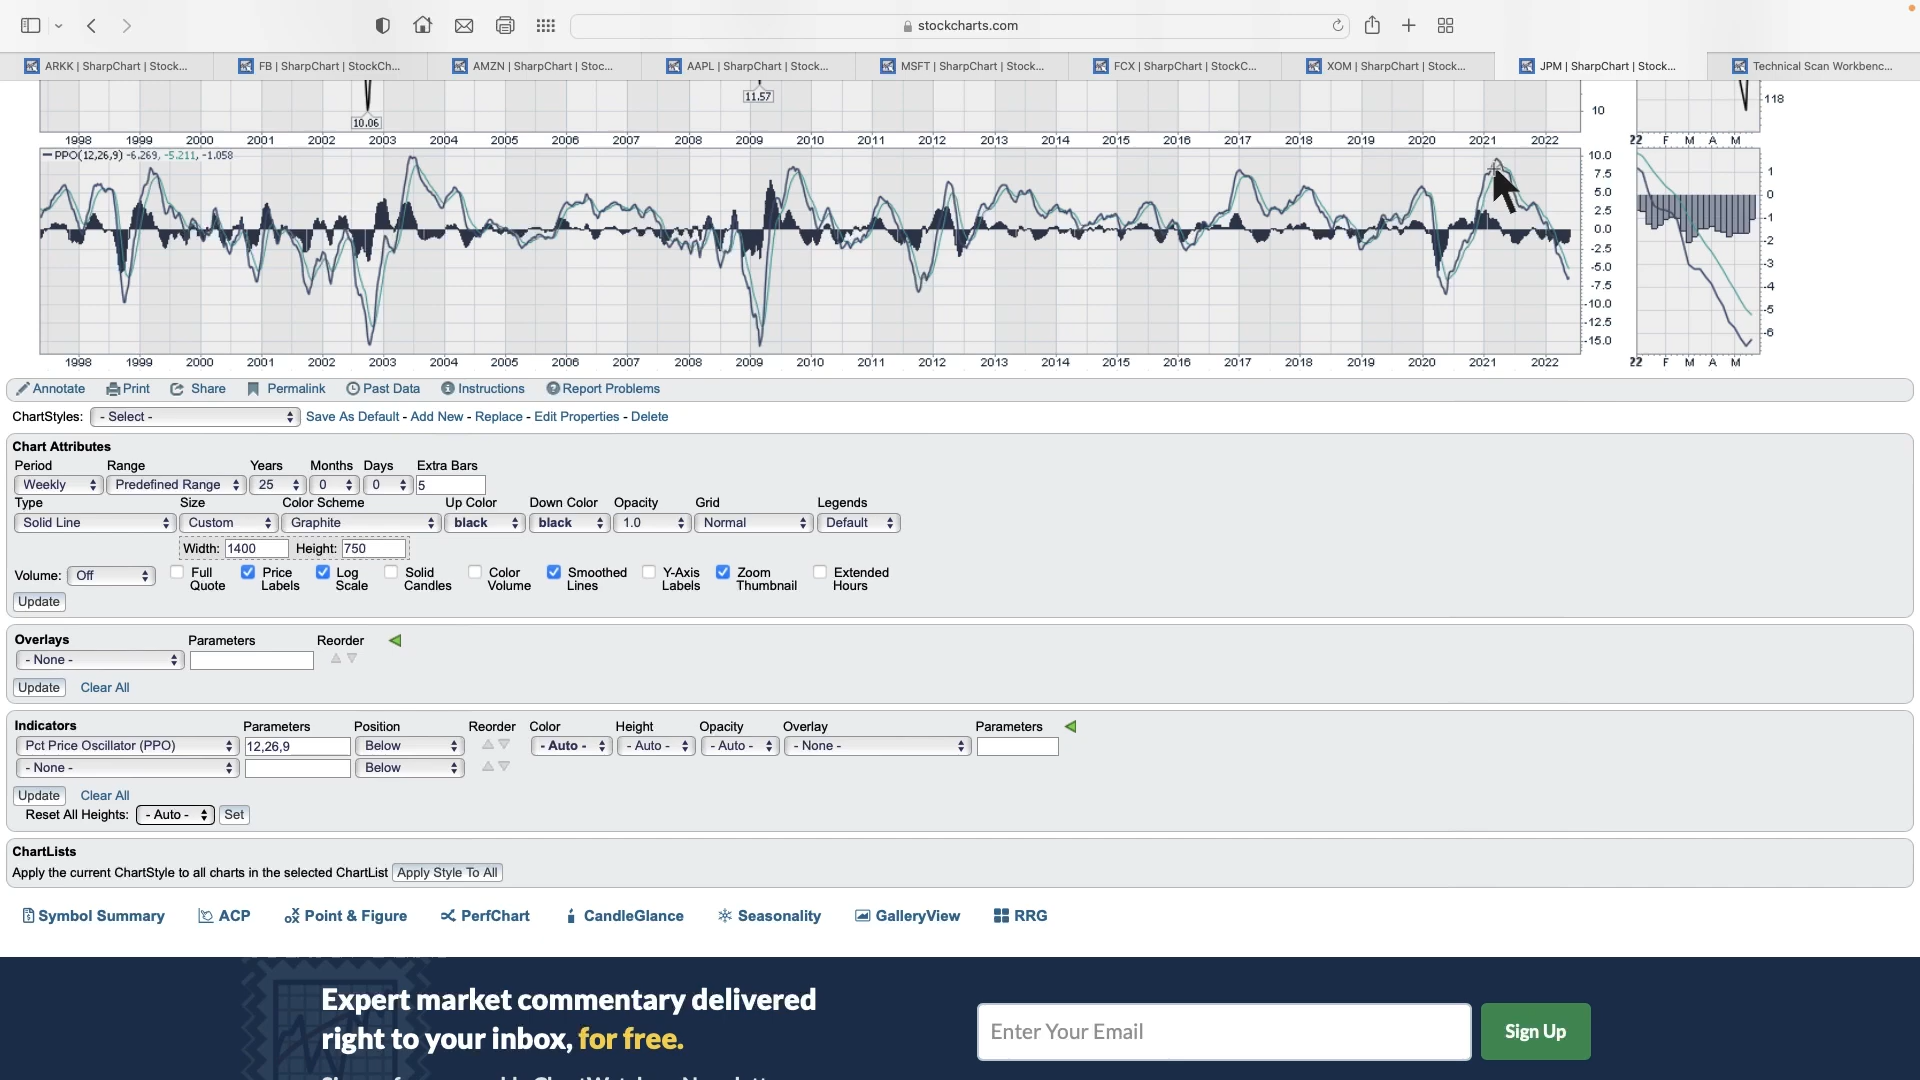 stockcharts.com
ARKK | SharpChart | Stock...
FB | SharpChart | StockCh...
AMZN | SharpChart | Stoc...
AAPL | SharpChart | Stock...
MSFT | SharpChart | Stock...
FCX | SharpChart | StockC...
XOM | SharpChart | Stock...
JPM | SharpChart | Stock...
Technical Scan Workbenc...
10.06
11.57
10
118
1998 1999 2000 2001 2002 2003 2004 2005 2006 2007 2008 2009 2010 2011 2012 2013 2014 2015 2016 2017 2018 2019 2020 2021 2022
22 F M A M
PPO(12,26,9) -6.269, -5.211, -1.058
10.0
7.5
5.0
2.5
0.0
-2.5
-5.0
-7.5
-10.0
-12.5
-15.0
1
0
-1
-2
-3
-4
-5
-6
1998 1999 2000 2001 2002 2003 2004 2005 2006 2007 2008 2009 2010 2011 2012 2013 2014 2015 2016 2017 2018 2019 2020 2021 2022
22 F M A M
Annotate Print Share Permalink Past Data Instructions Report Problems
ChartStyles: - Select - Save As Default - Add New - Replace - Edit Properties - Delete
Chart Attributes
Period Range Years Months Days Extra Bars
Weekly Predefined Range 25 0 0 5
Type Size Color Scheme Up Color Down Color Opacity Grid Legends
Solid Line Custom Graphite black black 1.0 Normal Default
Width: 1400 Height: 750
Volume: Off Full Quote Price Labels Log Scale Solid Candles Color Volume Smoothed Lines Y-Axis Labels Zoom Thumbnail Extended Hours
Update
Overlays Parameters Reorder
- None -
Update Clear All
Indicators Parameters Position Reorder Color Height Opacity Overlay Parameters
Pct Price Oscillator (PPO) 12,26,9 Below - Auto - - Auto - - Auto - - None -
- None - Below
Update Clear All
Reset All Heights: - Auto - Set
ChartLists
Apply the current ChartStyle to all charts in the selected ChartList Apply Style To All
Symbol Summary ACP Point & Figure PerfChart CandleGlance Seasonality GalleryView RRG
Expert market commentary delivered
right to your inbox, for free.
Enter Your Email
Sign Up